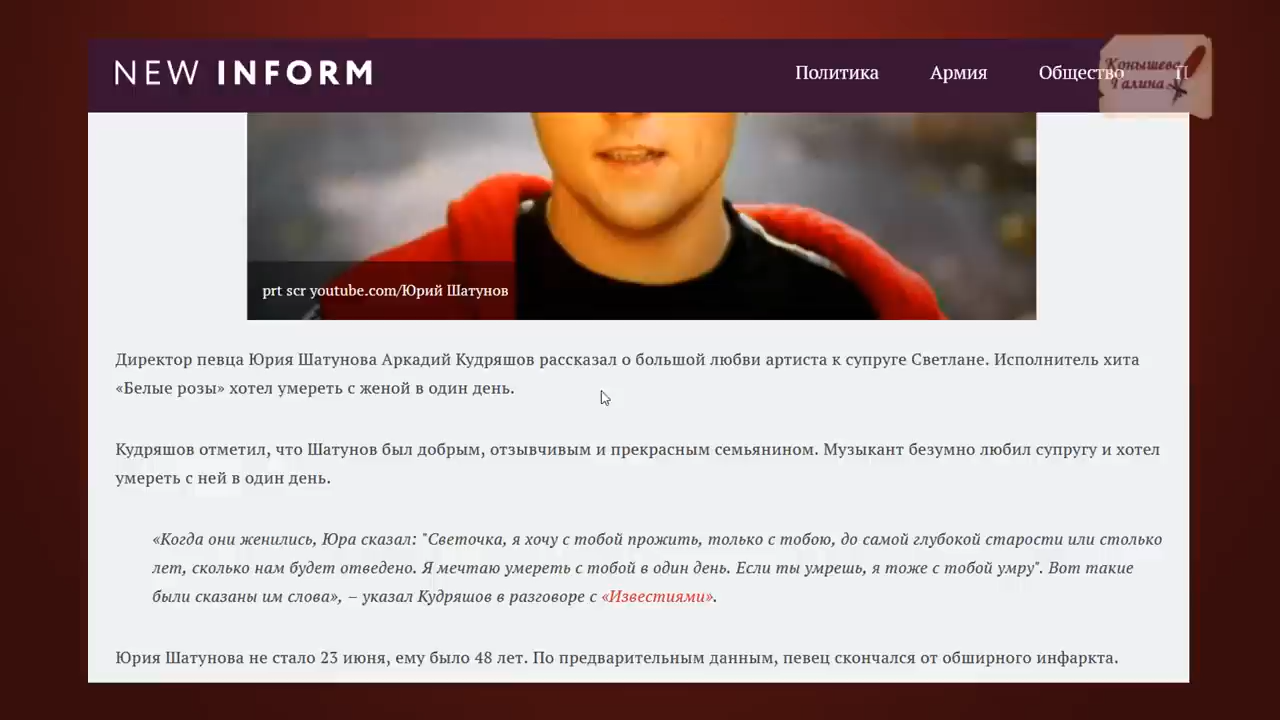 NEW INFORM
Политика Армия Общество П
Конышева
Галина
prt scr youtube.com/Юрий Шатунов
Директор певца Юрия Шатунова Аркадий Кудряшов рассказал о большой любви артиста к супруге Светлане. Исполнитель хита
«Белые розы» хотел умереть с женой в один день.
Кудряшов отметил, что Шатунов был добрым, отзывчивым и прекрасным семьянином. Музыкант безумно любил супругу и хотел
умереть с ней в один день.
«Когда они женились, Юра сказал: "Светочка, я хочу с тобой прожить, только с тобою, до самой глубокой старости или столько
лет, сколько нам будет отведено. Я мечтаю умереть с тобой в один день. Если ты умрешь, я тоже с тобой умру". Вот такие
были сказаны им слова», – указал Кудряшов в разговоре с «Известиями».
Юрия Шатунова не стало 23 июня, ему было 48 лет. По предварительным данным, певец скончался от обширного инфаркта.